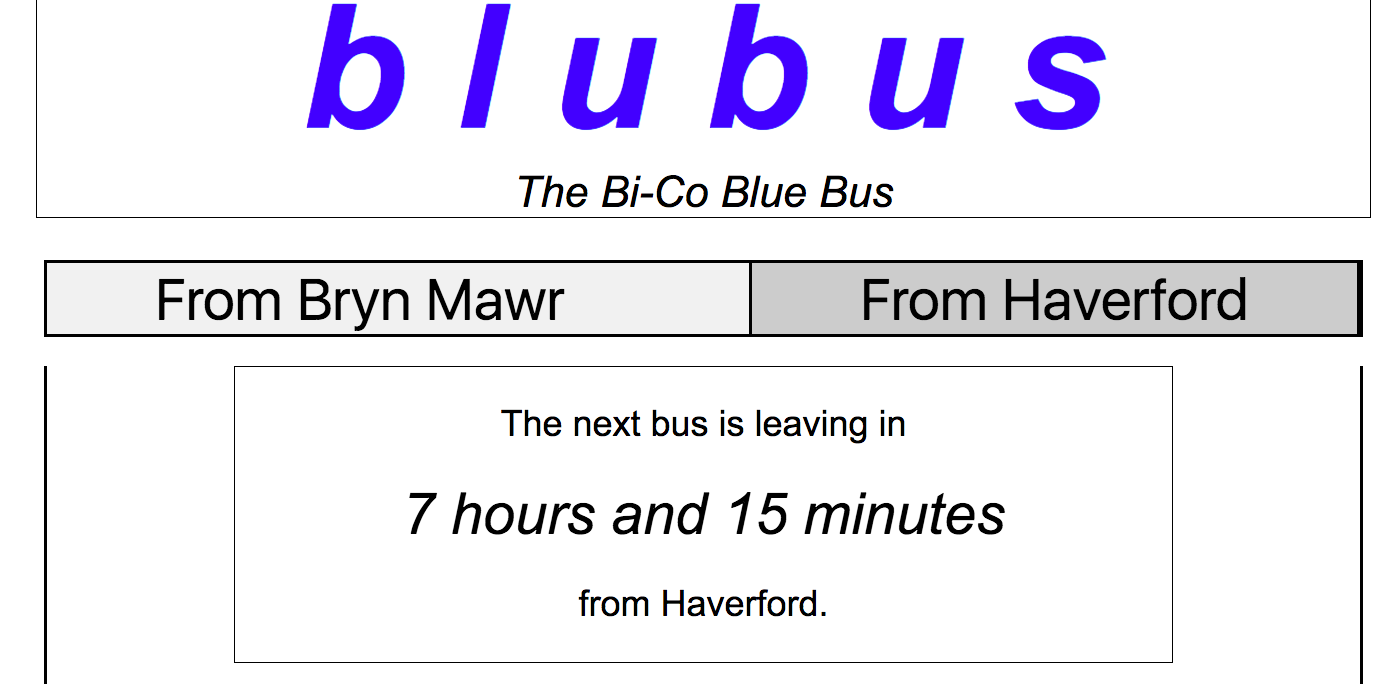 b l u b u s
The Bi-Co Blue Bus
From Bryn Mawr From Haverford
The next bus is leaving in
7 hours and 15 minutes
from Haverford.